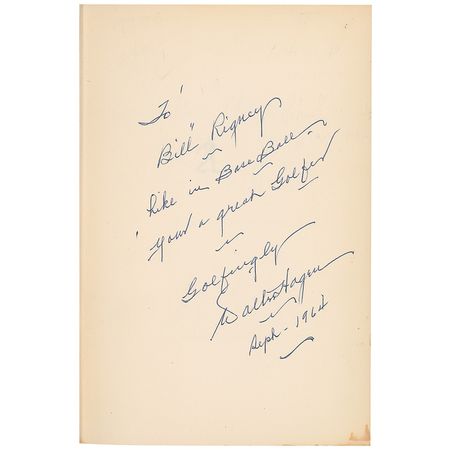 To'
"Bill" Rigney
Like in Base Ball -
Your a great Golfer
Golfingly
Walter Hagen
Sept - 1964